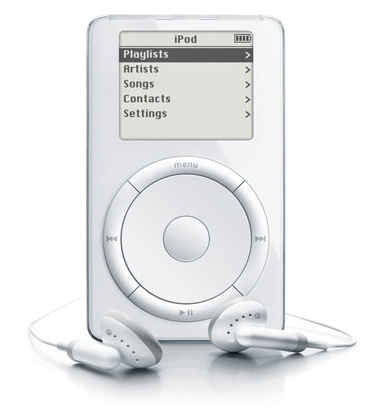 iPod
Playlists >
Artists >
Songs >
Contacts >
Settings >
menu